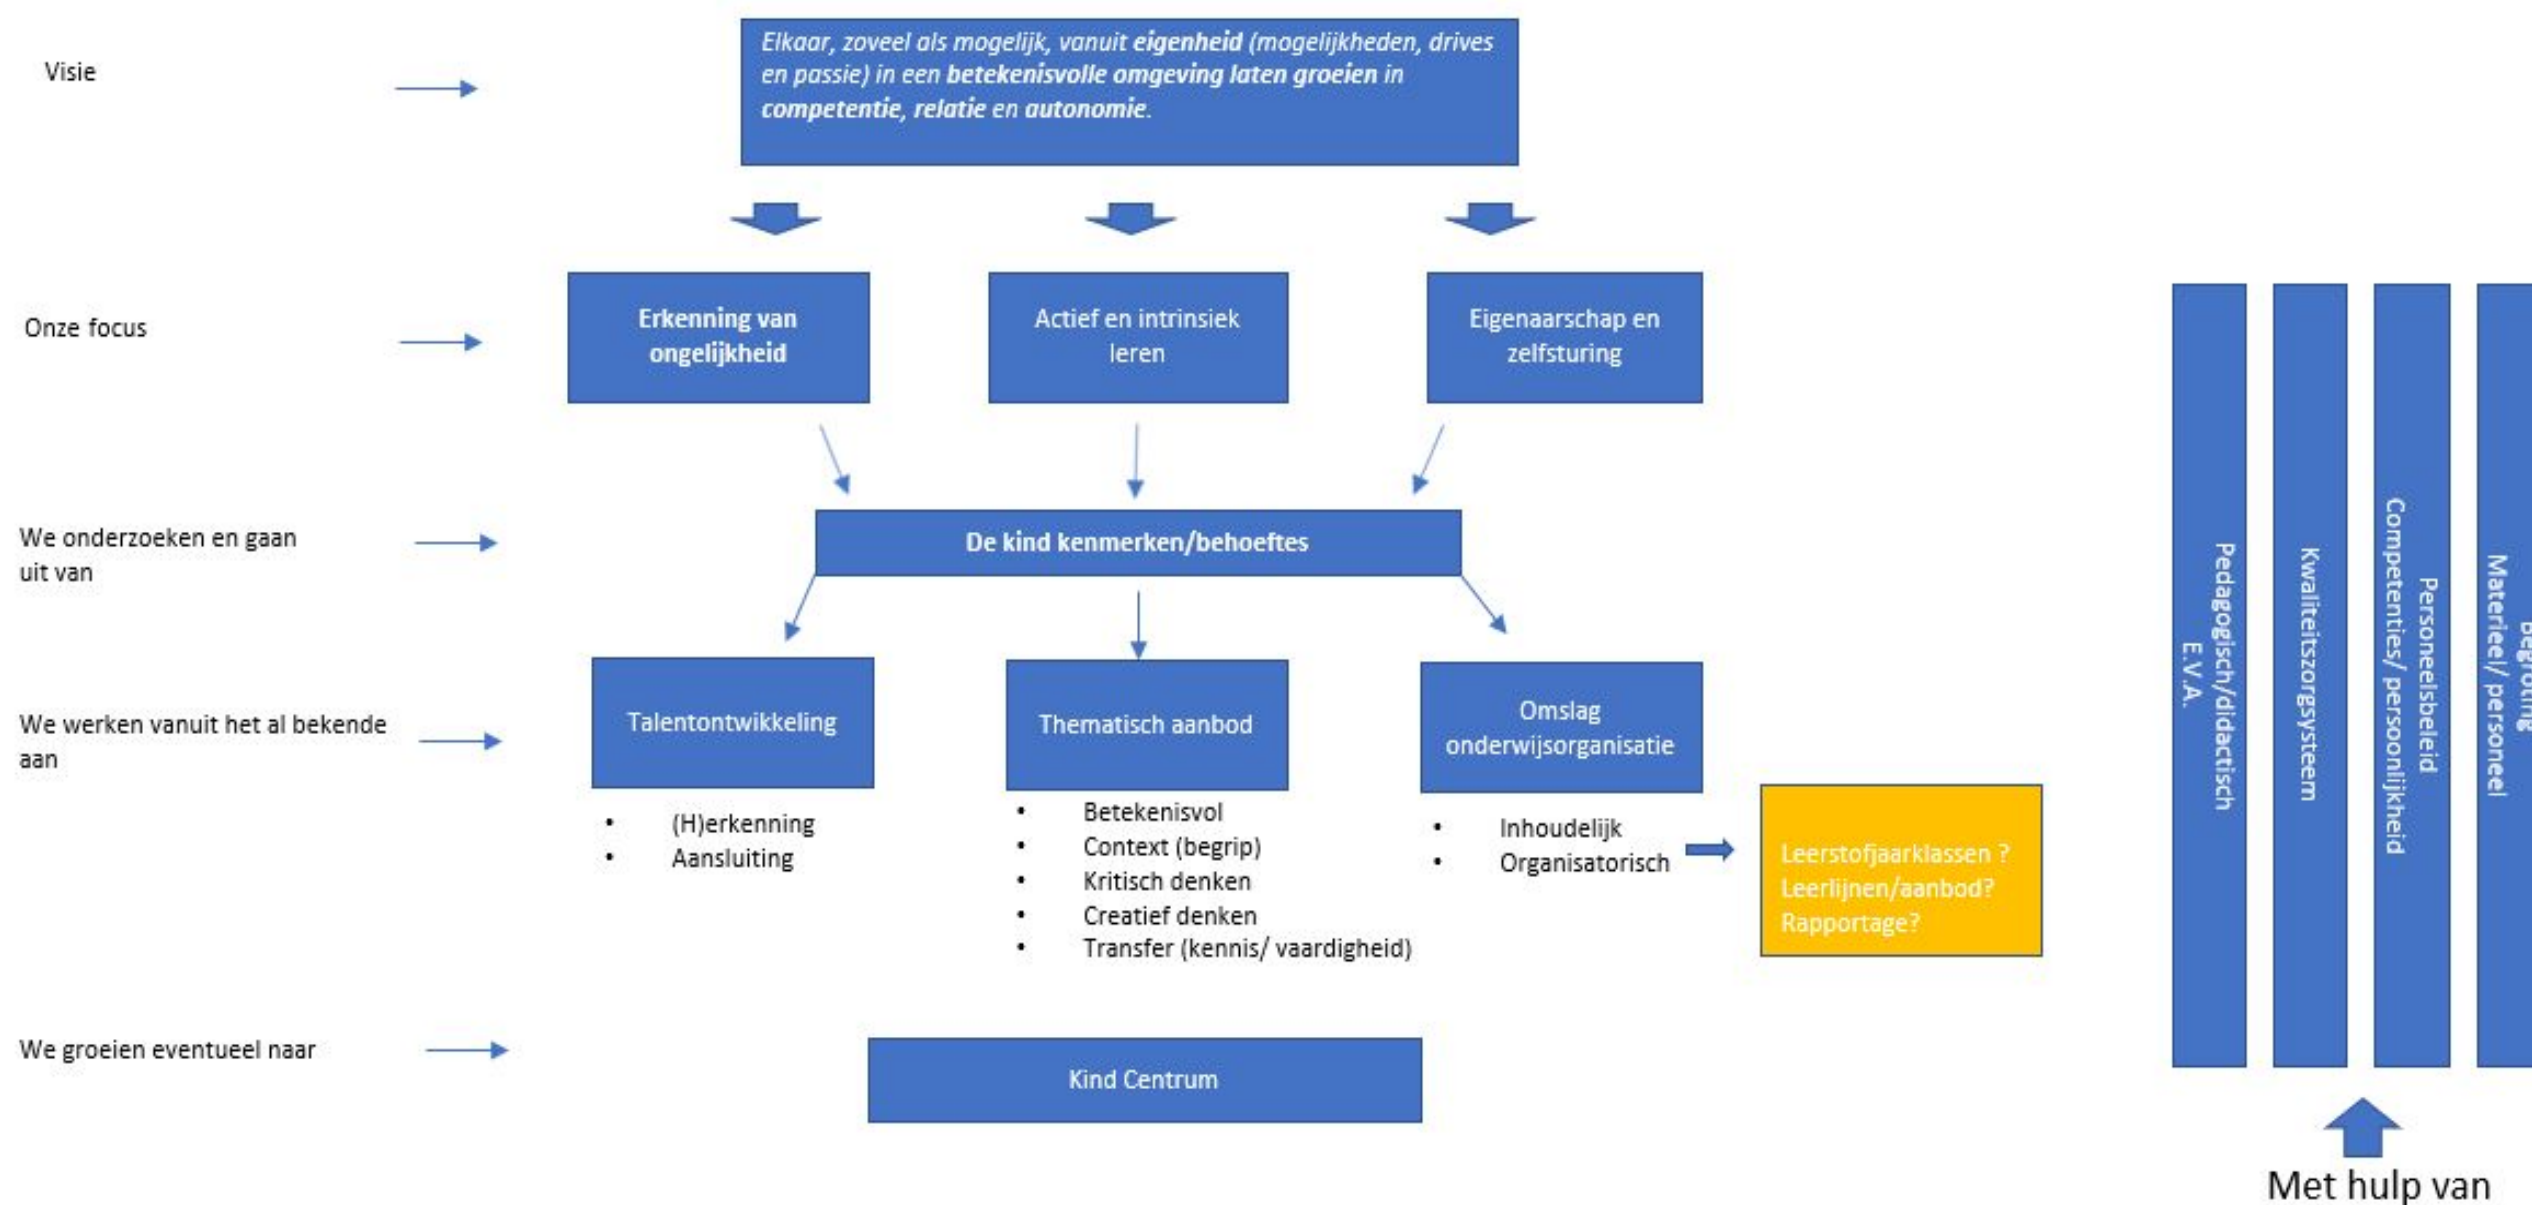 Visie
Elkaar, zoveel als mogelijk, vanuit eigenheid (mogelijkheden, drives
en passie) in een betekenisvolle omgeving laten groeien in
competentie, relatie en autonomie.
Onze focus
Erkenning van
ongelijkheid
Actief en intrinsiek
leren
Eigenaarschap en
zelfsturing
We onderzoeken en gaan
uit van
De kind kenmerken/behoeftes
We werken vanuit het al bekende
aan
Talentontwikkeling
• (H)erkenning
• Aansluiting
Thematisch aanbod
• Betekenisvol
• Context (begrip)
• Kritisch denken
• Creatief denken
• Transfer (kennis/ vaardigheid)
Omslag
onderwijsorganisatie
• Inhoudelijk
• Organisatorisch
Leerstofjaarklassen ?
Leerlijnen/aanbod?
Rapportage?
We groeien eventueel naar
Kind Centrum
Pedagogisch/didactisch
E.V.A.
Kwaliteitszorgsysteem
Personeelsbeleid
Competenties/ persoonlijkheid
Begroting
Materieel/ personeel
Met hulp van